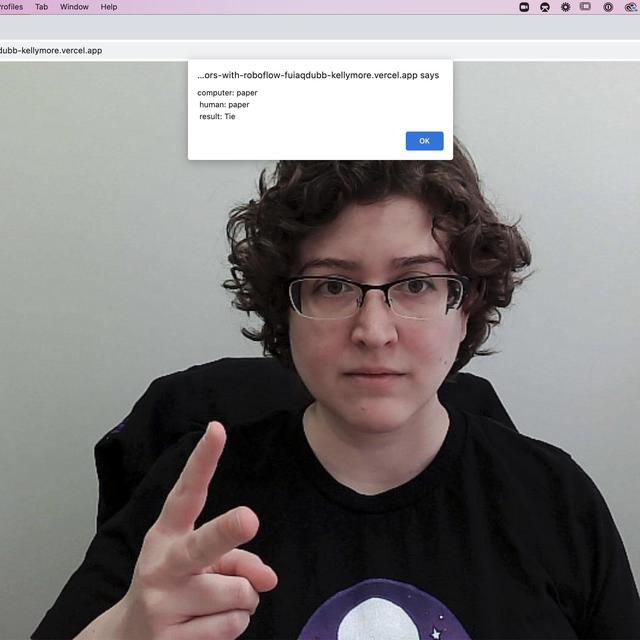 rofiles Tab Window Help
dubb-kellymore.vercel.app
...ors-with-roboflow-fuiaqdubb-kellymore.vercel.app says
computer: paper
human: paper
result: Tie
OK